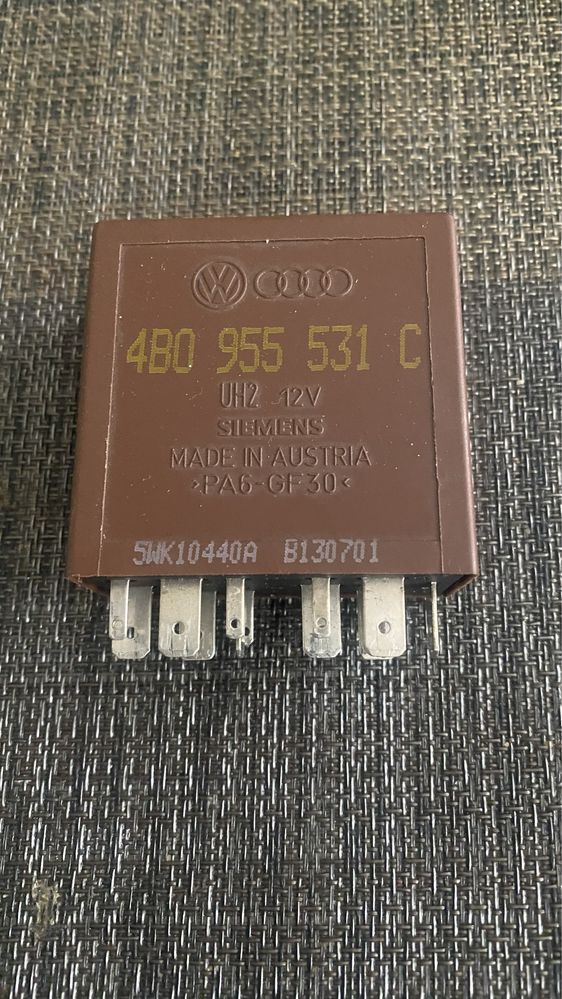 4B0 955 531 C
UH2 12V
SIEMENS
MADE IN AUSTRIA
>PA6-GF30<
5WK10440A B130701